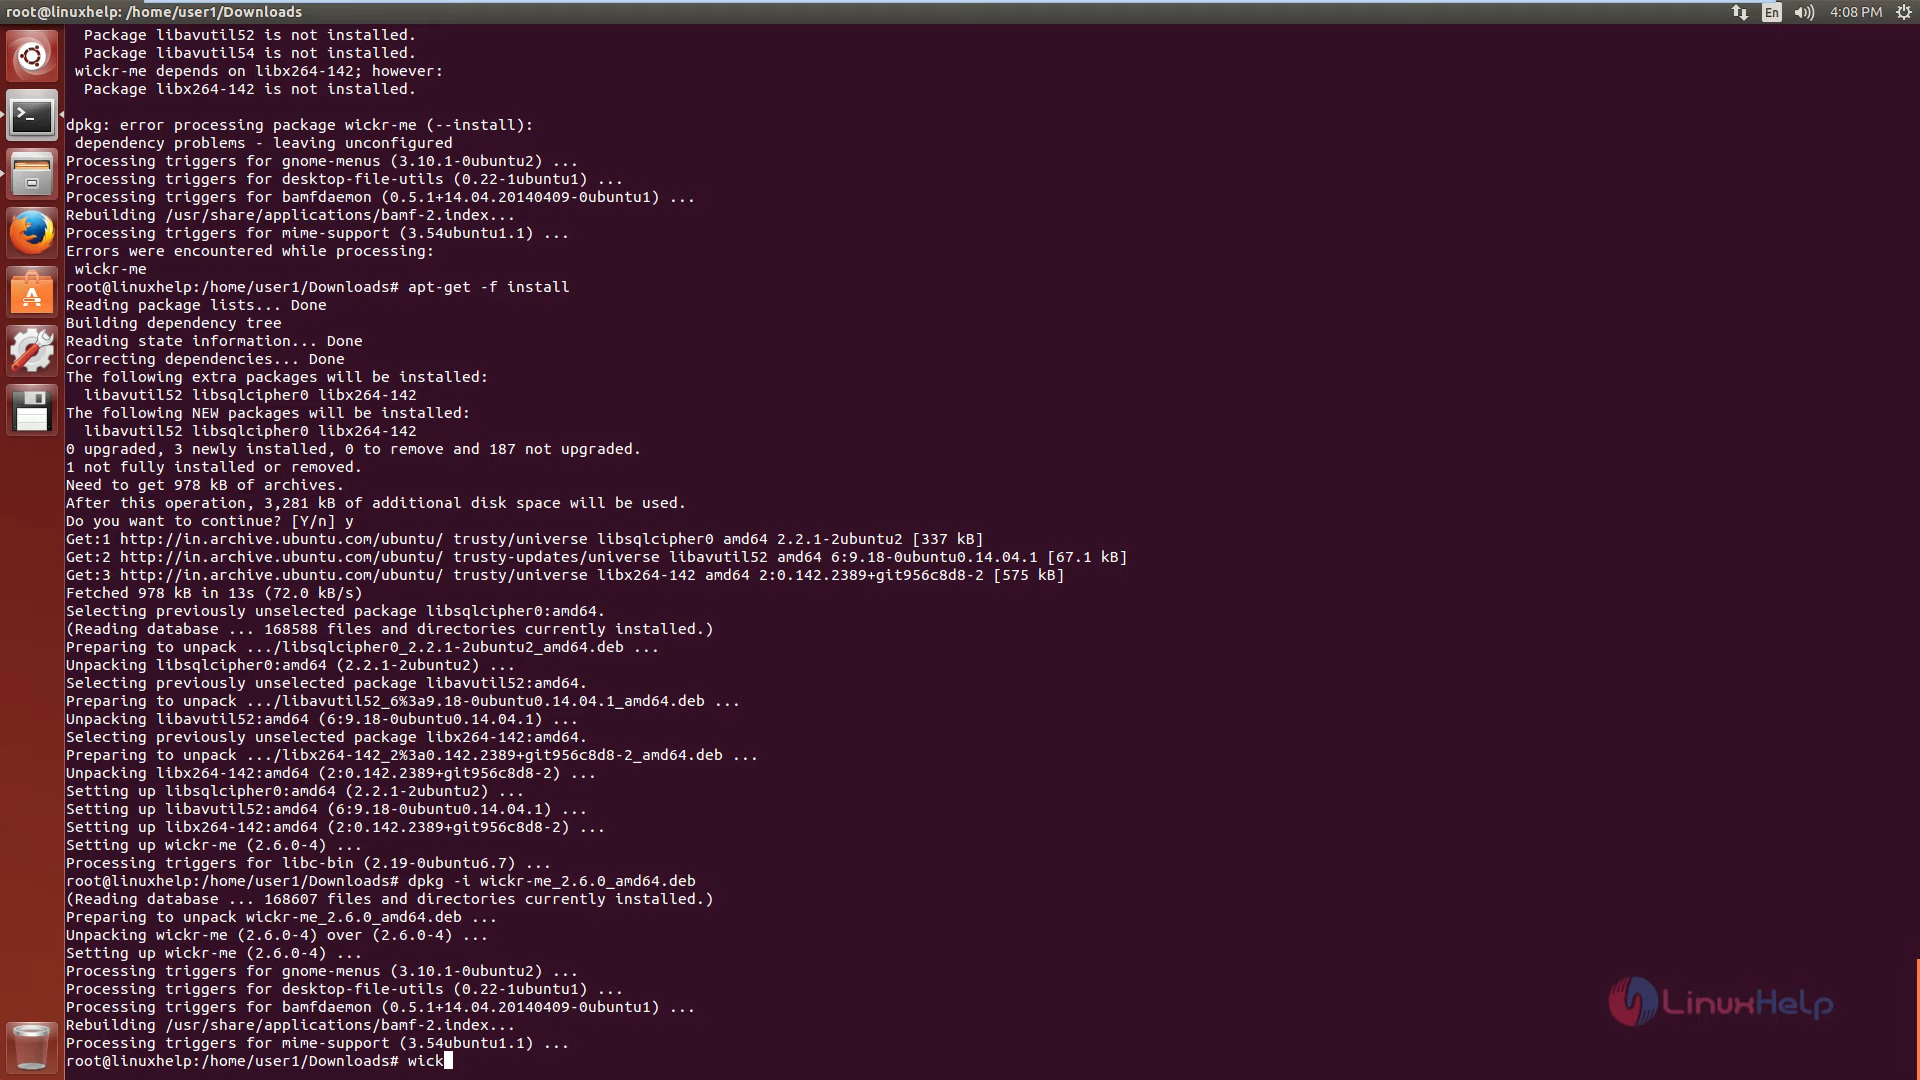 root@linuxhelp: /home/user1/Downloads
En
4:08 PM
Package libavutil52 is not installed.
Package libavutil54 is not installed.
wickr-me depends on libx264-142; however:
Package libx264-142 is not installed.
dpkg: error processing package wickr-me (--install):
dependency problems - leaving unconfigured
Processing triggers for gnome-menus (3.10.1-0ubuntu2) ...
Processing triggers for desktop-file-utils (0.22-1ubuntu1) ...
Processing triggers for bamfdaemon (0.5.1+14.04.20140409-0ubuntu1) ...
Rebuilding /usr/share/applications/bamf-2.index...
Processing triggers for mime-support (3.54ubuntu1.1) ...
Errors were encountered while processing:
wickr-me
root@linuxhelp:/home/user1/Downloads# apt-get -f install
Reading package lists... Done
Building dependency tree
Reading state information... Done
Correcting dependencies... Done
The following extra packages will be installed:
libavutil52 libsqlcipher0 libx264-142
The following NEW packages will be installed:
libavutil52 libsqlcipher0 libx264-142
0 upgraded, 3 newly installed, 0 to remove and 187 not upgraded.
1 not fully installed or removed.
Need to get 978 kB of archives.
After this operation, 3,281 kB of additional disk space will be used.
Do you want to continue? [Y/n] y
Get:1 http://in.archive.ubuntu.com/ubuntu/ trusty/universe libsqlcipher0 amd64 2.2.1-2ubuntu2 [337 kB]
Get:2 http://in.archive.ubuntu.com/ubuntu/ trusty-updates/universe libavutil52 amd64 6:9.18-0ubuntu0.14.04.1 [67.1 kB]
Get:3 http://in.archive.ubuntu.com/ubuntu/ trusty/universe libx264-142 amd64 2:0.142.2389+git956c8d8-2 [575 kB]
Fetched 978 kB in 13s (72.0 kB/s)
Selecting previously unselected package libsqlcipher0:amd64.
(Reading database ... 168588 files and directories currently installed.)
Preparing to unpack .../libsqlcipher0_2.2.1-2ubuntu2_amd64.deb ...
Unpacking libsqlcipher0:amd64 (2.2.1-2ubuntu2) ...
Selecting previously unselected package libavutil52:amd64.
Preparing to unpack .../libavutil52_6%3a9.18-0ubuntu0.14.04.1_amd64.deb ...
Unpacking libavutil52:amd64 (6:9.18-0ubuntu0.14.04.1) ...
Selecting previously unselected package libx264-142:amd64.
Preparing to unpack .../libx264-142_2%3a0.142.2389+git956c8d8-2_amd64.deb ...
Unpacking libx264-142:amd64 (2:0.142.2389+git956c8d8-2) ...
Setting up libsqlcipher0:amd64 (2.2.1-2ubuntu2) ...
Setting up libavutil52:amd64 (6:9.18-0ubuntu0.14.04.1) ...
Setting up libx264-142:amd64 (2:0.142.2389+git956c8d8-2) ...
Setting up wickr-me (2.6.0-4) ...
Processing triggers for libc-bin (2.19-0ubuntu6.7) ...
root@linuxhelp:/home/user1/Downloads# dpkg -i wickr-me_2.6.0_amd64.deb
(Reading database ... 168607 files and directories currently installed.)
Preparing to unpack wickr-me_2.6.0_amd64.deb ...
Unpacking wickr-me (2.6.0-4) over (2.6.0-4) ...
Setting up wickr-me (2.6.0-4) ...
Processing triggers for gnome-menus (3.10.1-0ubuntu2) ...
Processing triggers for desktop-file-utils (0.22-1ubuntu1) ...
Processing triggers for bamfdaemon (0.5.1+14.04.20140409-0ubuntu1) ...
Rebuilding /usr/share/applications/bamf-2.index...
Processing triggers for mime-support (3.54ubuntu1.1) ...
root@linuxhelp:/home/user1/Downloads# wick
LinuxHelp